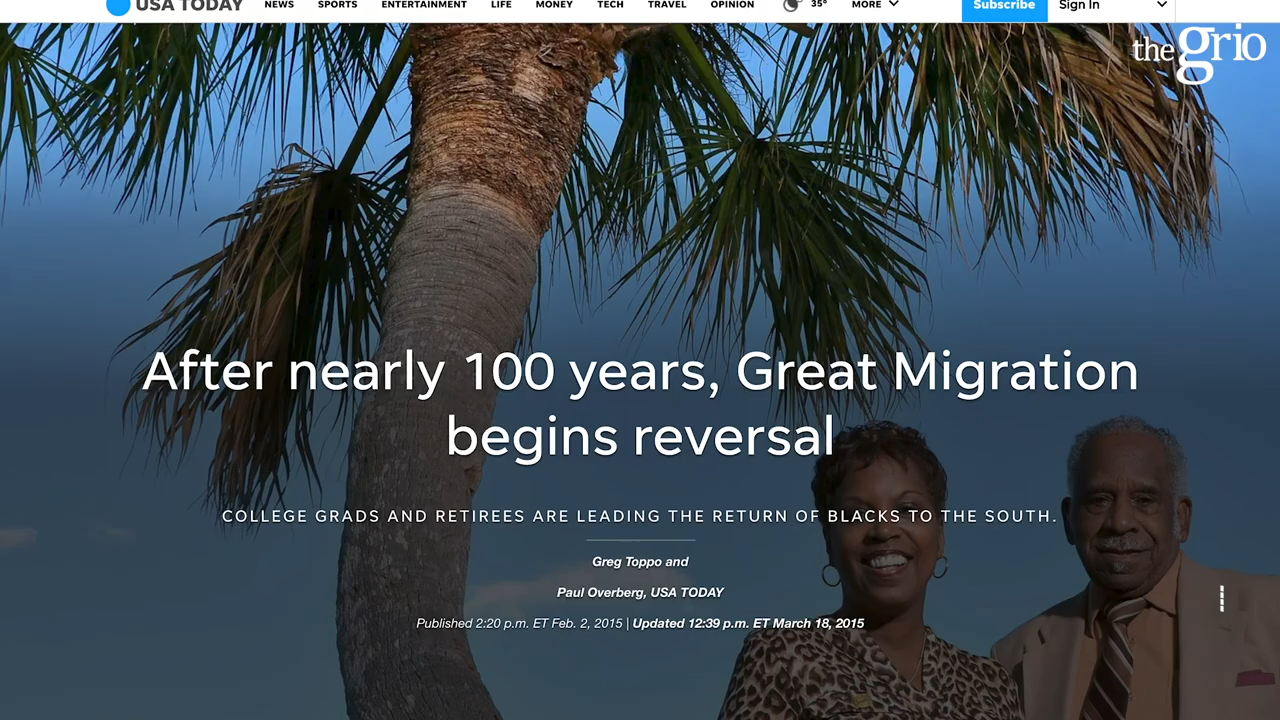 USA TODAY NEWS SPORTS ENTERTAINMENT LIFE MONEY TECH TRAVEL OPINION 35° MORE Subscribe Sign In
the grio
After nearly 100 years, Great Migration
begins reversal
COLLEGE GRADS AND RETIREES ARE LEADING THE RETURN OF BLACKS TO THE SOUTH.
Greg Toppo and
Paul Overberg, USA TODAY
Published 2:20 p.m. ET Feb. 2, 2015 | Updated 12:39 p.m. ET March 18, 2015